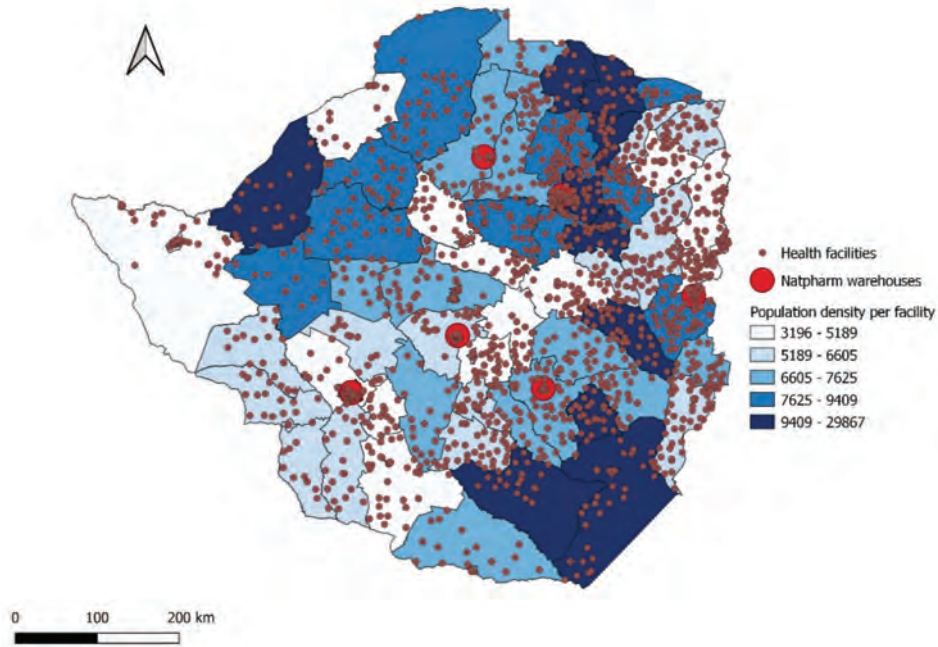 Health facilities
Natpharm warehouses
Population density per facility
3196 - 5189
5189 - 6605
6605 - 7625
7625 - 9409
9409 - 29867
0 100 200 km